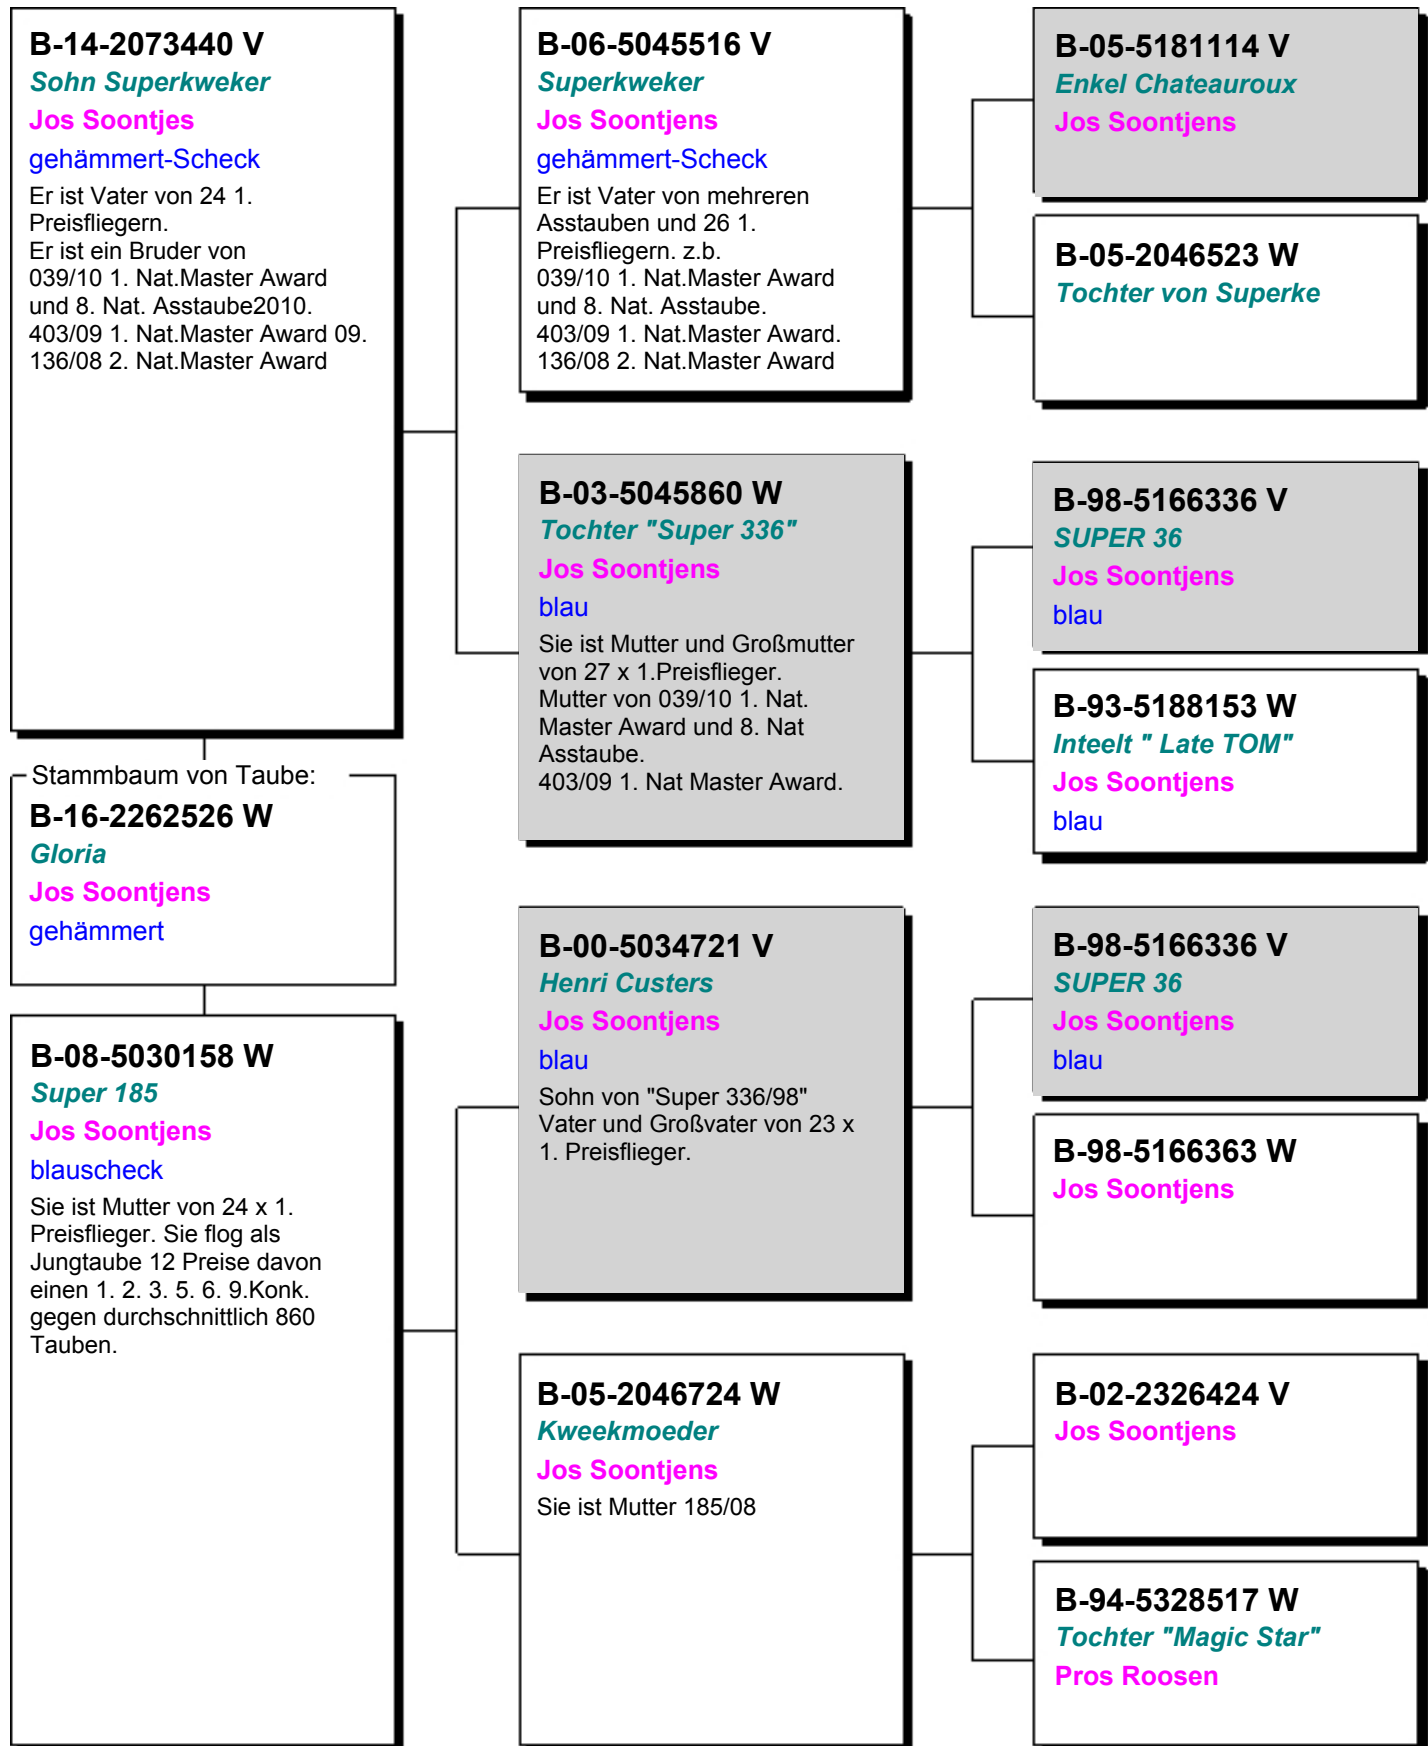 B-14-2073440 V
Sohn Superkweker
Jos Soontjes
gehämmert-Scheck
Er ist Vater von 24 1.
Preisfliegern.
Er ist ein Bruder von
039/10 1. Nat.Master Award
und 8. Nat. Asstaube2010.
403/09 1. Nat.Master Award 09.
136/08 2. Nat.Master Award
Stammbaum von Taube:
B-16-2262526 W
Gloria
Jos Soontjens
gehämmert
B-08-5030158 W
Super 185
Jos Soontjens
blauscheck
Sie ist Mutter von 24 x 1.
Preisflieger. Sie flog als
Jungtaube 12 Preise davon
einen 1. 2. 3. 5. 6. 9.Konk.
gegen durchschnittlich 860
Tauben.
B-06-5045516 V
Superkweker
Jos Soontjens
gehämmert-Scheck
Er ist Vater von mehreren
Asstauben und 26 1.
Preisfliegern. z.b.
039/10 1. Nat.Master Award
und 8. Nat. Asstaube.
403/09 1. Nat.Master Award.
136/08 2. Nat.Master Award
B-03-5045860 W
Tochter "Super 336"
Jos Soontjens
blau
Sie ist Mutter und Großmutter
von 27 x 1.Preisflieger.
Mutter von 039/10 1. Nat.
Master Award und 8. Nat
Asstaube.
403/09 1. Nat Master Award.
B-00-5034721 V
Henri Custers
Jos Soontjens
blau
Sohn von "Super 336/98"
Vater und Großvater von 23 x
1. Preisflieger.
B-05-2046724 W
Kweekmoeder
Jos Soontjens
Sie ist Mutter 185/08
B-05-5181114 V
Enkel Chateauroux
Jos Soontjens
B-05-2046523 W
Tochter von Superke
B-98-5166336 V
SUPER 36
Jos Soontjens
blau
B-93-5188153 W
Inteelt " Late TOM"
Jos Soontjens
blau
B-98-5166336 V
SUPER 36
Jos Soontjens
blau
B-98-5166363 W
Jos Soontjens
B-02-2326424 V
Jos Soontjens
B-94-5328517 W
Tochter "Magic Star"
Pros Roosen